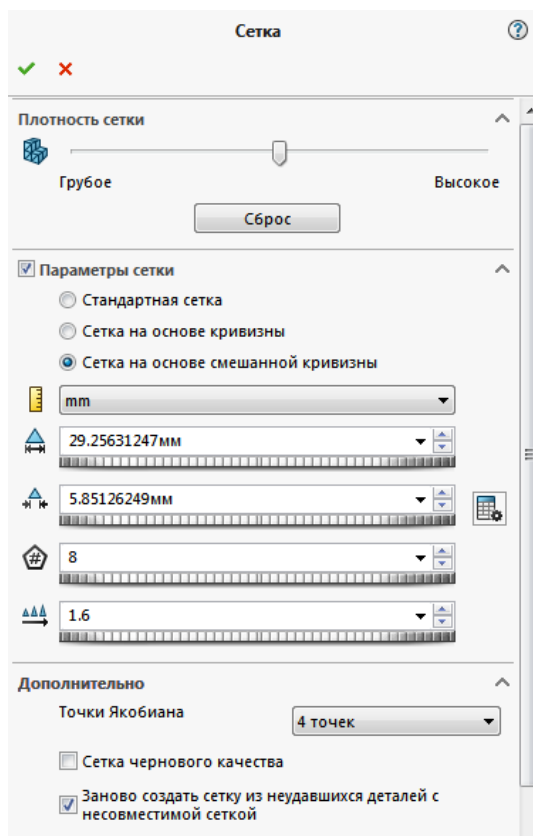 Сетка
Плотность сетки
Грубое Высокое
Сброс
Параметры сетки
Стандартная сетка
Сетка на основе кривизны
Сетка на основе смешанной кривизны
mm
29.25631247мм
5.85126249мм
8
1.6
Дополнительно
Точки Якобиана 4 точек
Сетка чернового качества
Заново создать сетку из неудавшихся деталей с
несовместимой сеткой